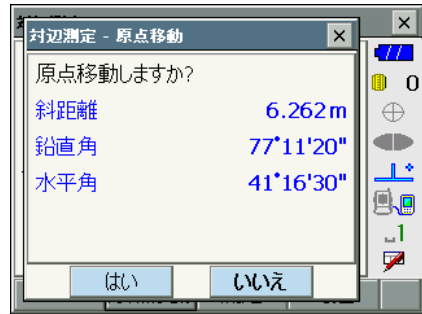 対辺測定 - 原点移動
原点移動しますか?
斜距離 6.262 m
鉛直角 77°11'20"
水平角 41°16'30"
はい いいえ
0
1